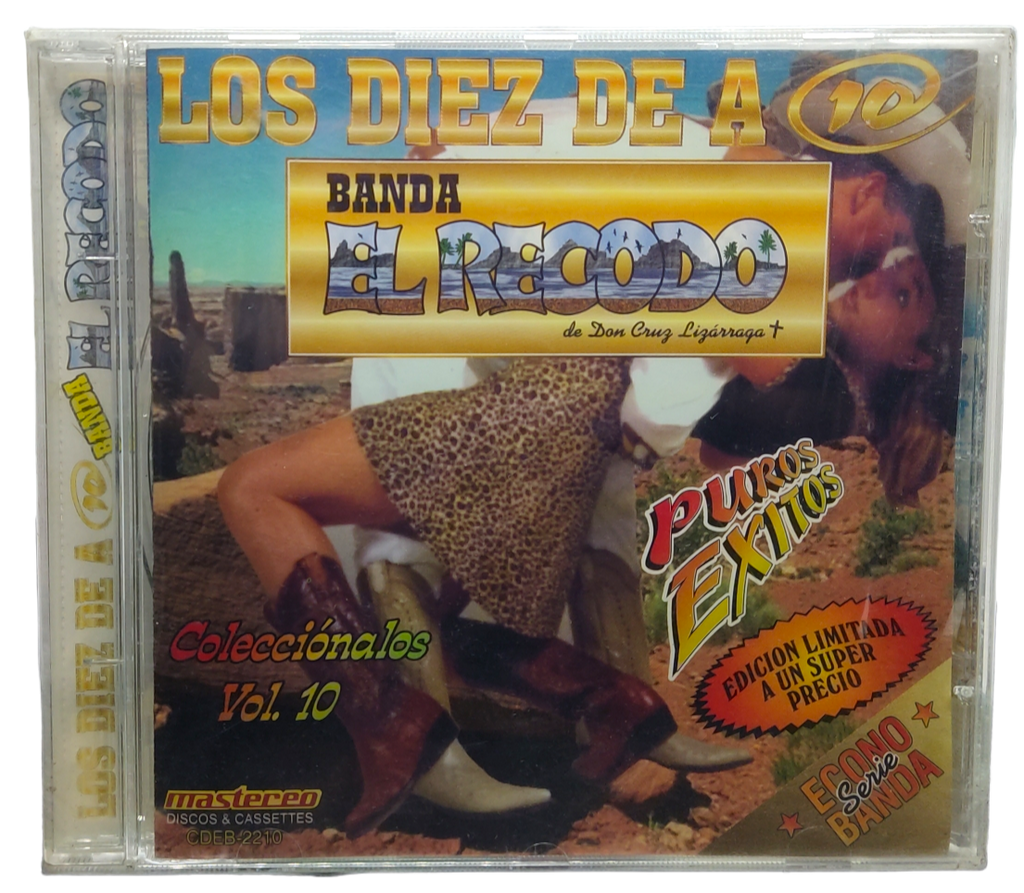 LOS DIEZ DE A 10
BANDA
EL RECODO
de Don Cruz Lizárraga ✝
PUROS
EXITOS
EDICION LIMITADA
A UN SUPER
PRECIO
Colecciónalos
Vol. 10
mastereo
DISCOS & CASSETTES
CDEB-2210
ECONO
Serie
BANDA
LOS DIEZ DE A 10 BANDA EL RECODO